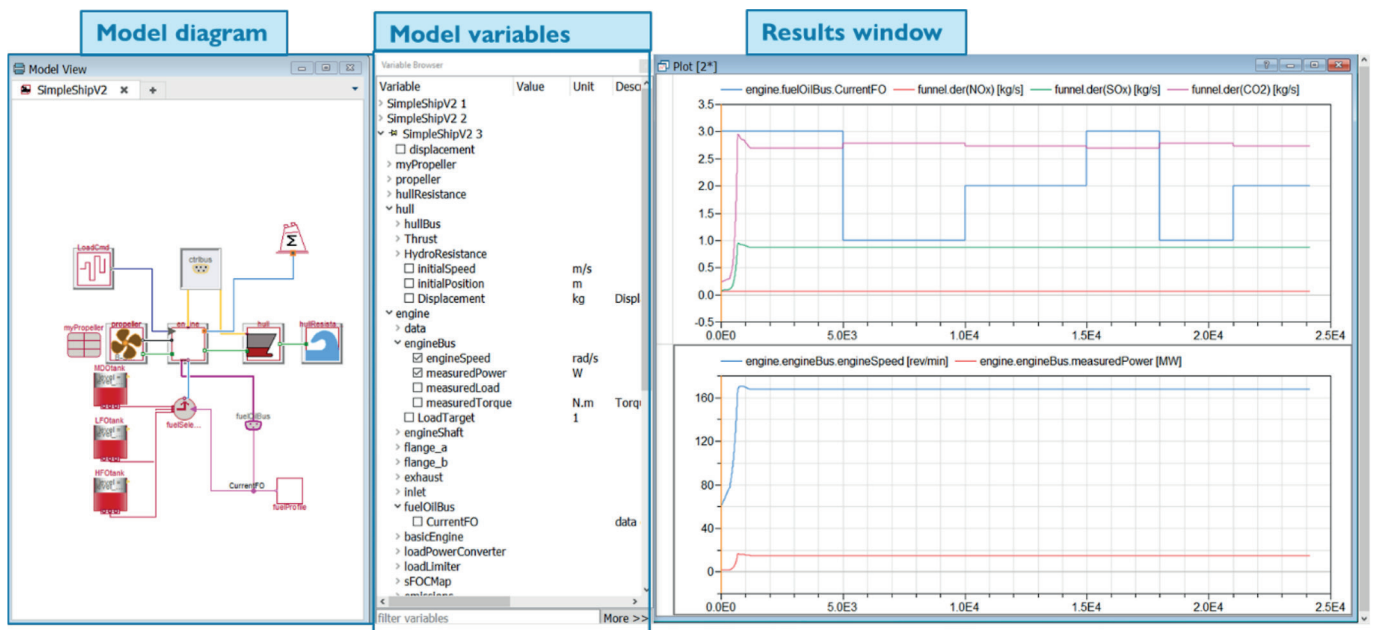 Model diagram
Model variables
Results window
Model View
SImpleShipV2
LoadCmd
ctrlbus
Σ
myPropeller
propeller
hull
hullResista...
MDOtank
LFOtank
fuelSele...
fuelOilBus
HFOtank
CurrentFO
fuelProfile
Variable Browser
Variable Value Unit Desca
SimpleShipV2 1
SimpleShipV2 2
SimpleShipV2 3
displacement
myPropeller
propeller
hullResistance
hull
hullBus
Thrust
HydroResistance
initialSpeed m/s
initialPosition m
Displacement kg Displ
engine
data
engineBus
engineSpeed rad/s
measuredPower W
measuredLoad
measuredTorque N.m Torqu
LoadTarget 1
engineShaft
flange_a
flange_b
exhaust
inlet
fuelOilBus
CurrentFO data
basicEngine
loadPowerConverter
loadLimiter
sFOCMap
emissions
filter variables More >>
Plot [2*]
engine.fuelOilBus.CurrentFO funnel.der(NOx) [kg/s] funnel.der(SOx) [kg/s] funnel.der(CO2) [kg/s]
3.5
3.0
2.5
2.0
1.5
1.0
0.5
0.0
-0.5
0.0E0 5.0E3 1.0E4 1.5E4 2.0E4 2.5E4
engine.engineBus.engineSpeed [rev/min] engine.engineBus.measuredPower [MW]
160
120
80
40
0
0.0E0 5.0E3 1.0E4 1.5E4 2.0E4 2.5E4